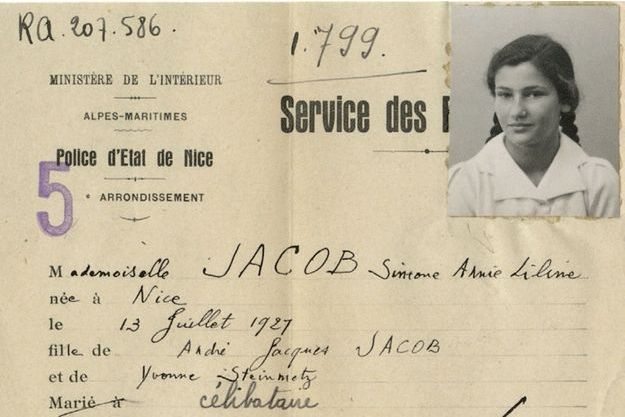 RA. 207.586.
1.799.
MINISTÈRE DE L'INTÉRIEUR
ALPES-MARITIMES
Police d'Etat de Nice
5
e ARRONDISSEMENT
Service des
Mademoiselle JACOB Simone Annie Liline
née à Nice
le 13 Juillet 1927
fille de André Jacques JACOB
et de Yvonne Steinmetz
Marié à célibataire